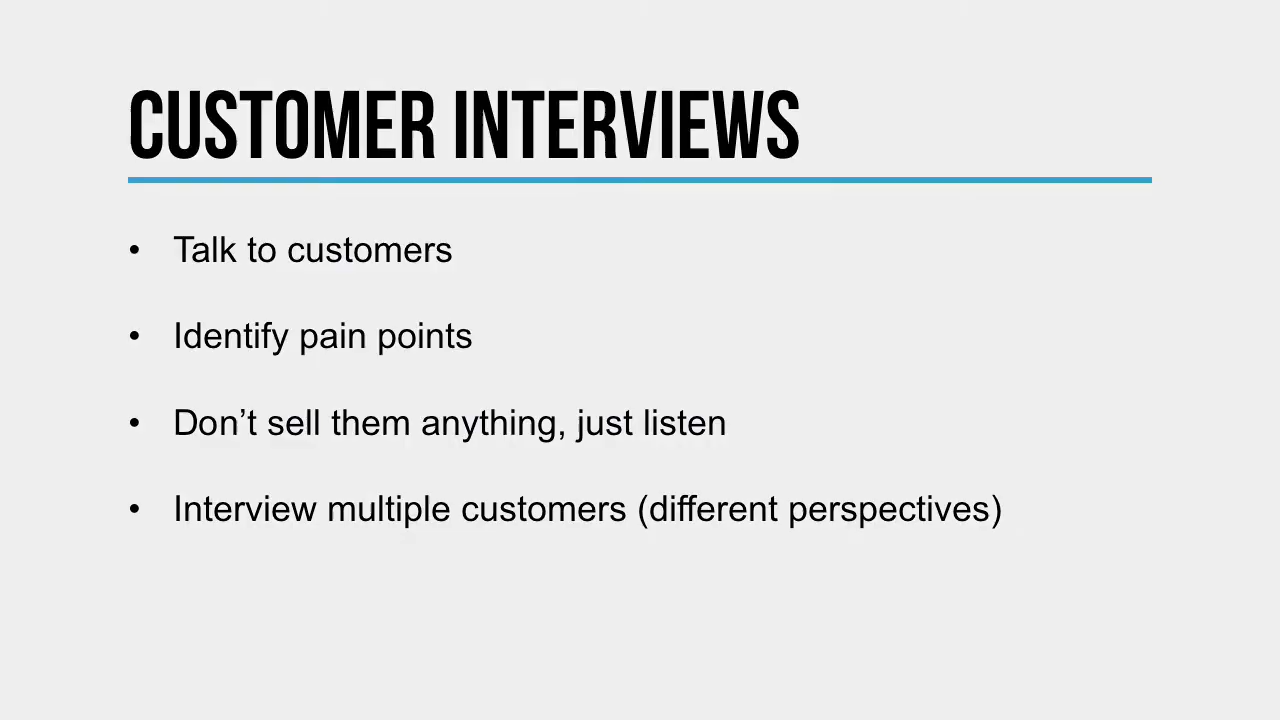 CUSTOMER INTERVIEWS
• Talk to customers
• Identify pain points
• Don’t sell them anything, just listen
• Interview multiple customers (different perspectives)